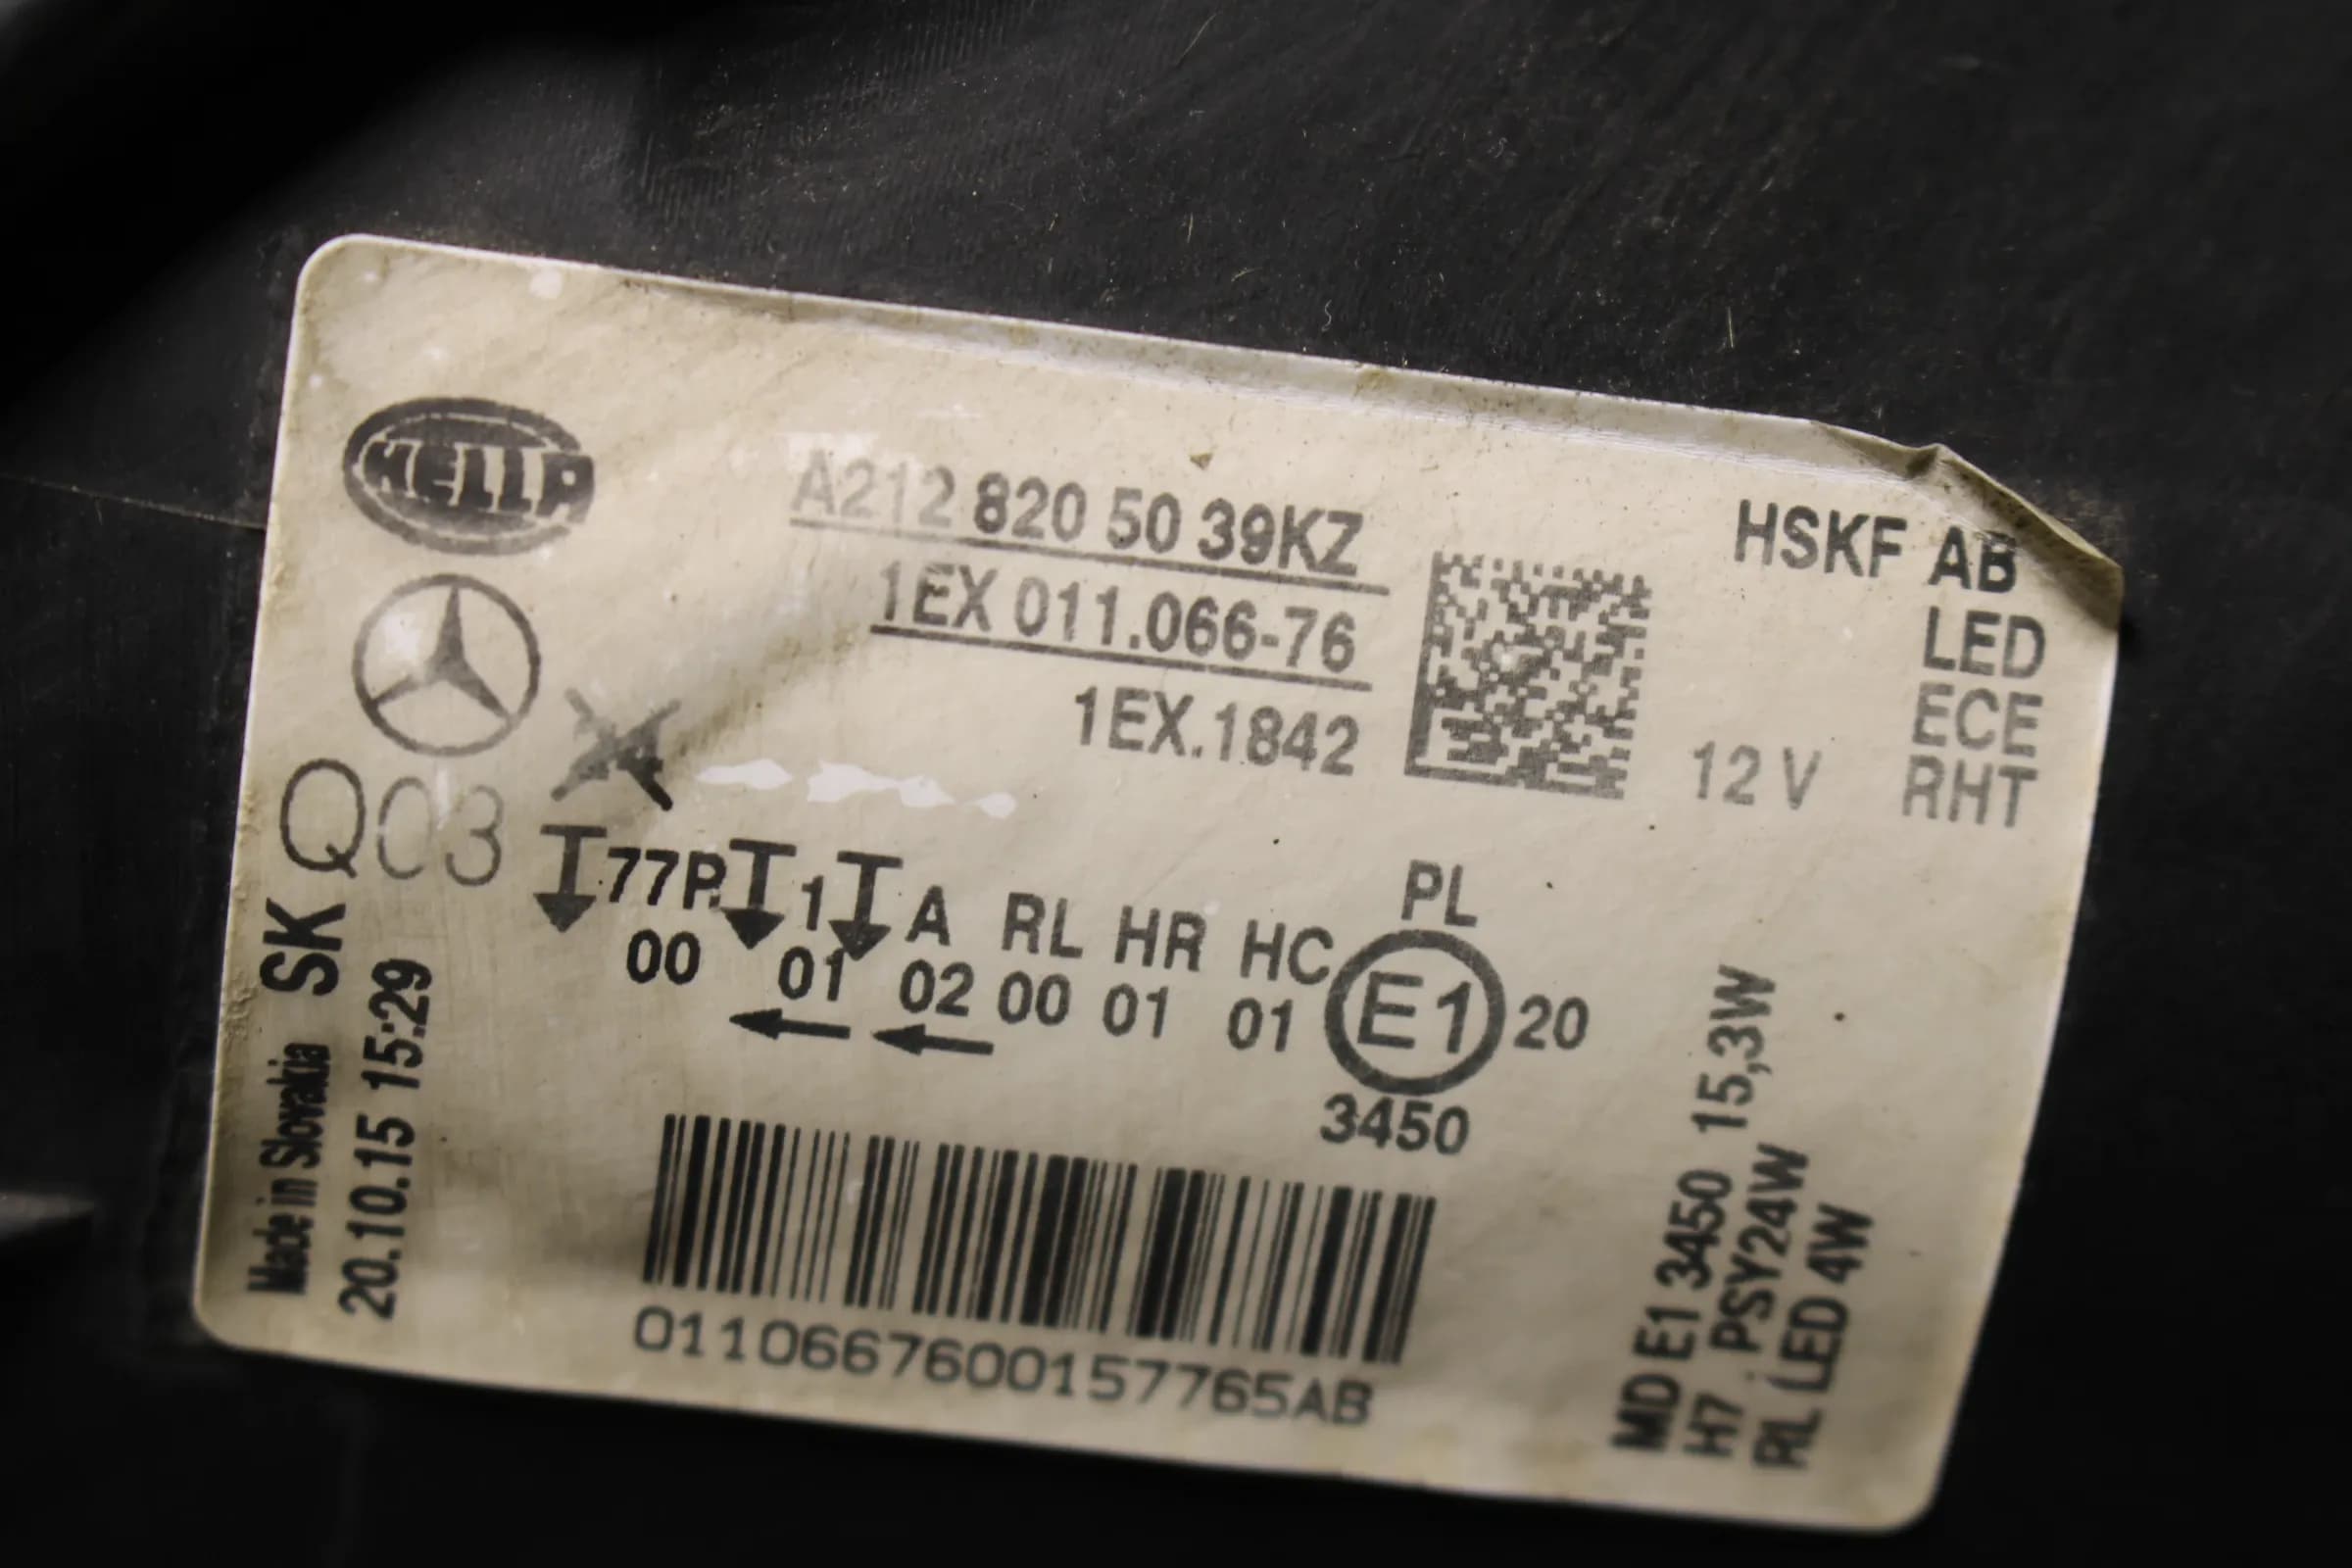 HELLA
A212 820 50 39KZ
1EX 011.066-76
1EX.1842
HSKF AB
LED
ECE
12 V RHT
Q03
77P 1 A RL HR HC PL
00 01 02 00 01 01 E1 20
3450
0110667600157765AB
Made in Slovakia SK
20.10.15 15:29
MD E1 3450 15,3W
H7 PSY24W
RL LED 4W